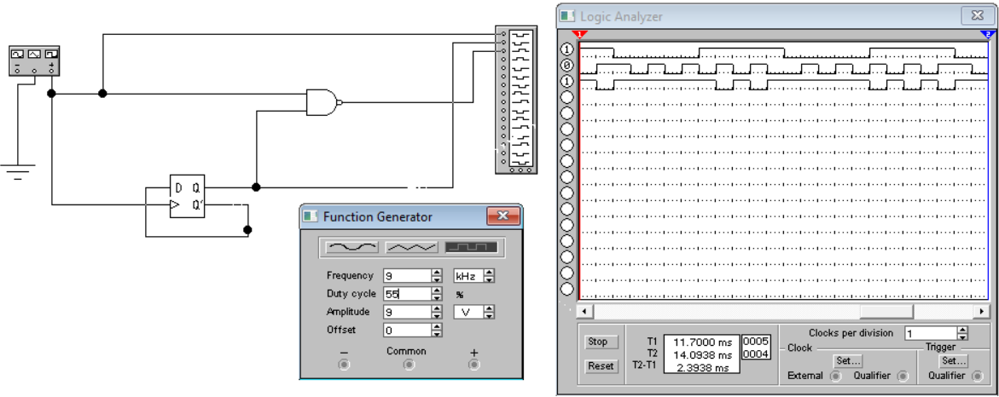 Logic Analyzer
1
2
1
0
1
D Q
Q'
Function Generator
Frequency 9 kHz
Duty cycle 55 %
Amplitude 9 V
Offset 0
− Common +
Clocks per division 1
Stop
Reset
T1 11.7000 ms 0005
T2 14.0938 ms 0004
T2-T1 2.3938 ms
Clock
Set...
External Qualifier
Trigger
Set...
Qualifier